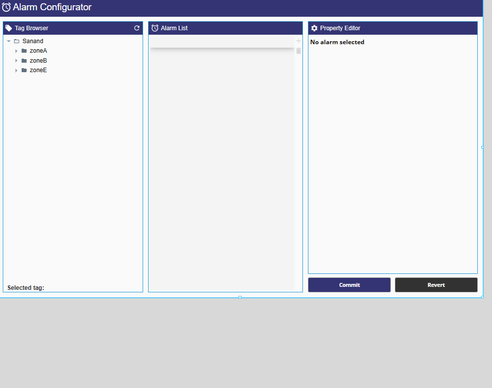 Alarm Configurator
Tag Browser
Sanand
zoneA
zoneB
zoneE
Selected tag:
Alarm List
Property Editor
No alarm selected
Commit
Revert